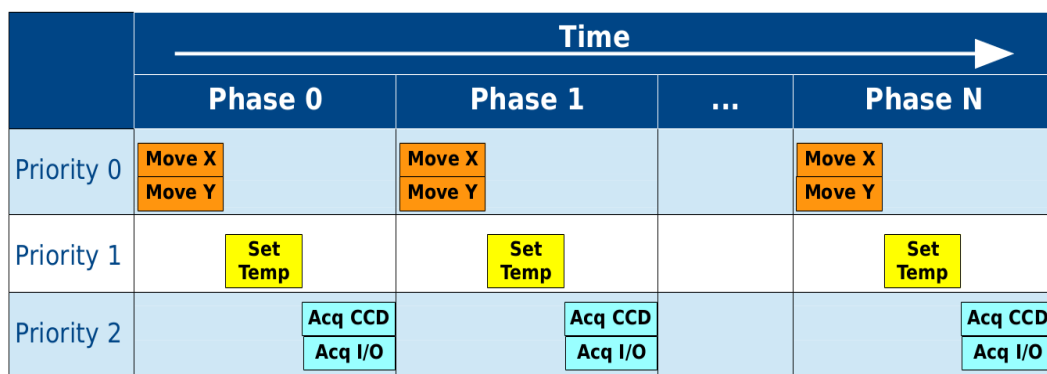 Time
Phase 0 Phase 1 ... Phase N
Priority 0
Move X Move X Move X
Move Y Move Y Move Y
Priority 1
Set Set Set
Temp Temp Temp
Priority 2
Acq CCD Acq CCD Acq CCD
Acq I/O Acq I/O Acq I/O